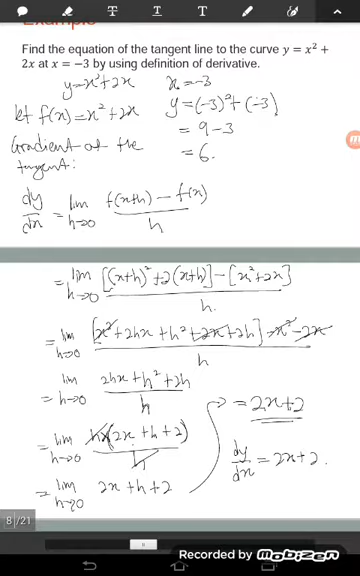 Example
Find the equation of the tangent line to the curve y = x² +
2x at x = −3 by using definition of derivative.
y = x² + 2x
x = −3
let f(x) = x² + 2x
y = (−3)² + (−3)
= 9 − 3
Gradient at the
= 6.
tangent:
dy/dx = lim h→0 f(x+h) − f(x) / h
= lim h→0 [(x+h)² + 2(x+h)] − [x² + 2x] / h.
= lim h→0 [x² + 2hx + h² + 2x + 2h] − x² − 2x / h
= lim h→0 2hx + h² + 2h / h
= lim h→0 h(2x + h + 2) / h
= lim h→0 2x + h + 2
= 2x + 2
dy/dx = 2x + 2.
8 / 21
8
Recorded by Mobizen